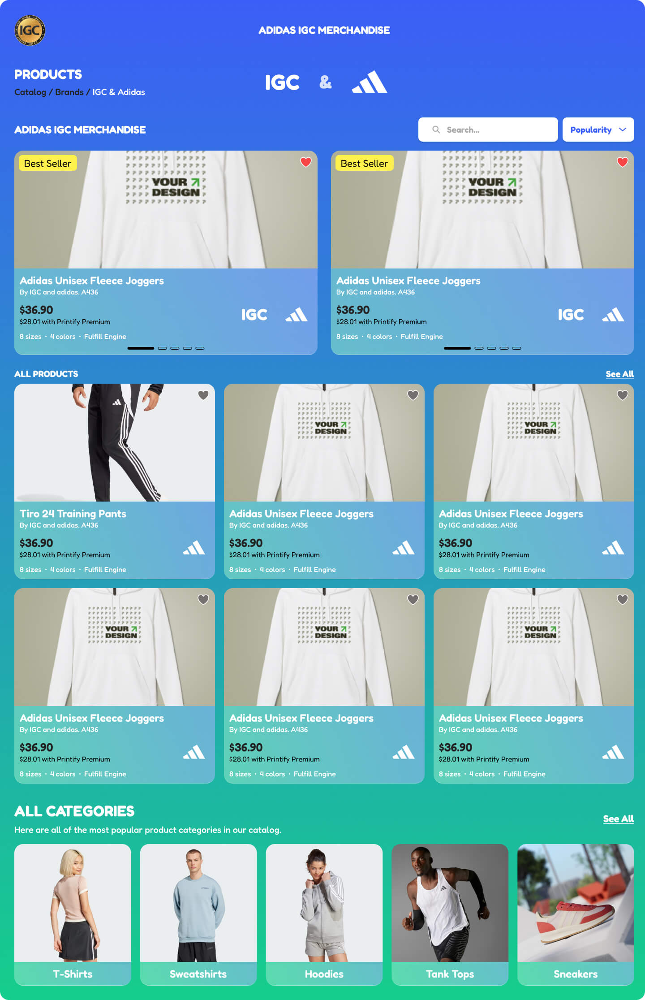 IN GAME CREDIT
IGC
IN GAME CREDIT
ADIDAS IGC MERCHANDISE
PRODUCTS
Catalog / Brands / IGC & Adidas
IGC &
ADIDAS IGC MERCHANDISE
Search...
Popularity
Best Seller
YOUR
DESIGN
Adidas Unisex Fleece Joggers
By IGC and adidas. A436
$36.90
$28.01 with Printify Premium
IGC
8 sizes · 4 colors · Fulfill Engine
Best Seller
YOUR
DESIGN
Adidas Unisex Fleece Joggers
By IGC and adidas. A436
$36.90
$28.01 with Printify Premium
IGC
8 sizes · 4 colors · Fulfill Engine
ALL PRODUCTS
See All
Tiro 24 Training Pants
By IGC and adidas. A436
$36.90
$28.01 with Printify Premium
8 sizes · 4 colors · Fulfill Engine
YOUR
DESIGN
Adidas Unisex Fleece Joggers
By IGC and adidas. A436
$36.90
$28.01 with Printify Premium
8 sizes · 4 colors · Fulfill Engine
YOUR
DESIGN
Adidas Unisex Fleece Joggers
By IGC and adidas. A436
$36.90
$28.01 with Printify Premium
8 sizes · 4 colors · Fulfill Engine
YOUR
DESIGN
Adidas Unisex Fleece Joggers
By IGC and adidas. A436
$36.90
$28.01 with Printify Premium
8 sizes · 4 colors · Fulfill Engine
YOUR
DESIGN
Adidas Unisex Fleece Joggers
By IGC and adidas. A436
$36.90
$28.01 with Printify Premium
8 sizes · 4 colors · Fulfill Engine
YOUR
DESIGN
Adidas Unisex Fleece Joggers
By IGC and adidas. A436
$36.90
$28.01 with Printify Premium
8 sizes · 4 colors · Fulfill Engine
ALL CATEGORIES
Here are all of the most popular product categories in our catalog.
See All
T-Shirts
Sweatshirts
Hoodies
Tank Tops
Sneakers